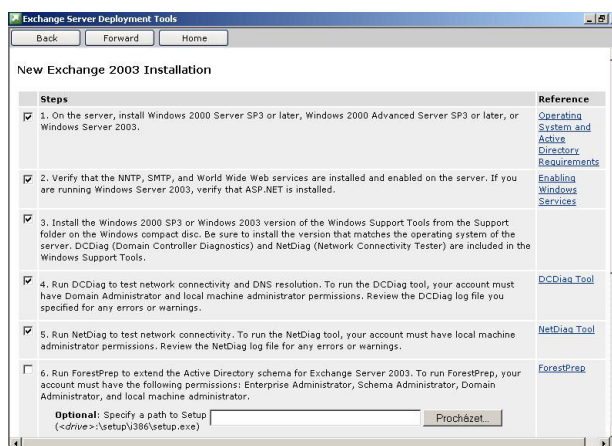 Exchange Server Deployment Tools
Back Forward Home
New Exchange 2003 Installation
Steps Reference
1. On the server, install Windows 2000 Server SP3 or later, Windows 2000 Advanced Server SP3 or later, or
Windows Server 2003.
Operating
System and
Active
Directory
Requirements
2. Verify that the NNTP, SMTP, and World Wide Web services are installed and enabled on the server. If you
are running Windows Server 2003, verify that ASP.NET is installed.
Enabling
Windows
Services
3. Install the Windows 2000 SP3 or Windows 2003 version of the Windows Support Tools from the Support
folder on the Windows compact disc. Be sure to install the version that matches the operating system of the
server. DCDiag (Domain Controller Diagnostics) and NetDiag (Network Connectivity Tester) are included in the
Windows Support Tools.
4. Run DCDiag to test network connectivity and DNS resolution. To run the DCDiag tool, your account must
have Domain Administrator and local machine administrator permissions. Review the DCDiag log file you
specified for any errors or warnings.
DCDiag Tool
5. Run NetDiag to test network connectivity. To run the NetDiag tool, your account must have local machine
administrator permissions. Review the NetDiag log file for any errors or warnings.
NetDiag Tool
6. Run ForestPrep to extend the Active Directory schema for Exchange Server 2003. To run ForestPrep, your
account must have the following permissions: Enterprise Administrator, Schema Administrator, Domain
Administrator, and local machine administrator.
ForestPrep
Optional: Specify a path to Setup
(<drive>:\setup\i386\setup.exe)
Procházet...